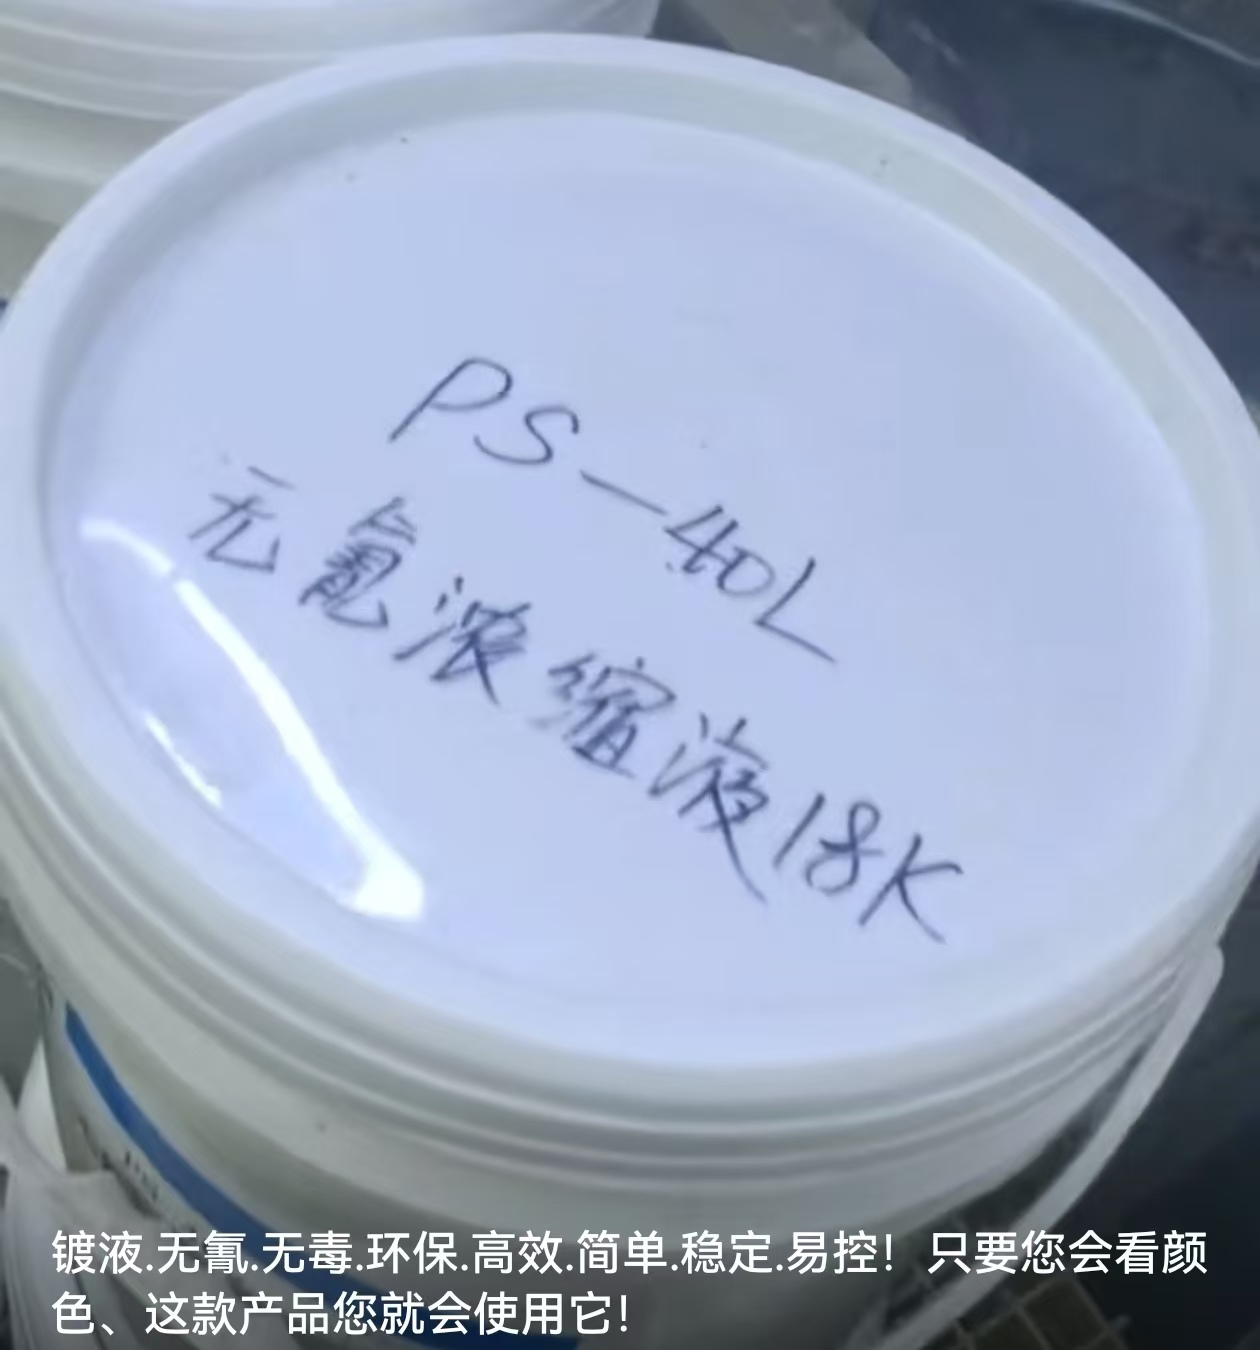 PS-40L
无氰浓缩液18K
镀液.无氰.无毒.环保.高效.简单.稳定.易控！只要您会看颜
色、这款产品您就会使用它！